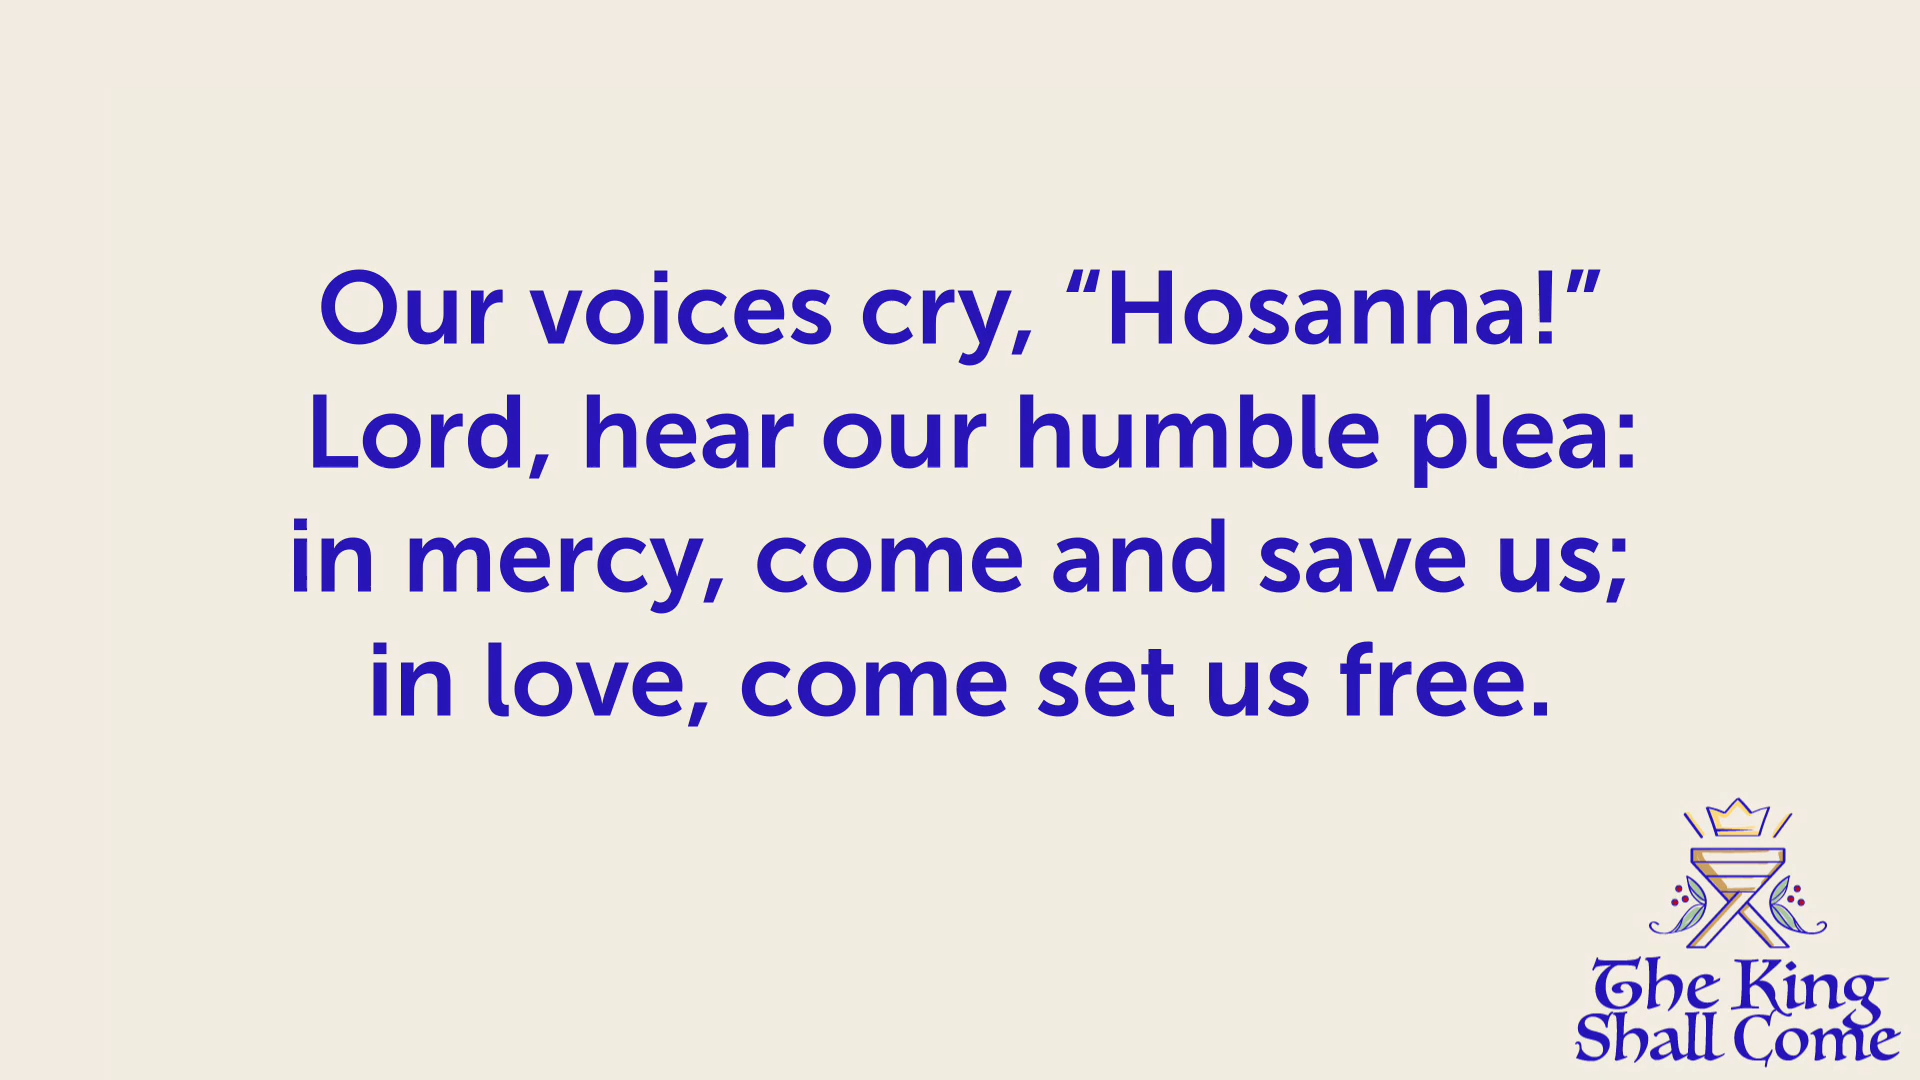 Our voices cry, “Hosanna!”
Lord, hear our humble plea:
in mercy, come and save us;
in love, come set us free.
The King
Shall Come